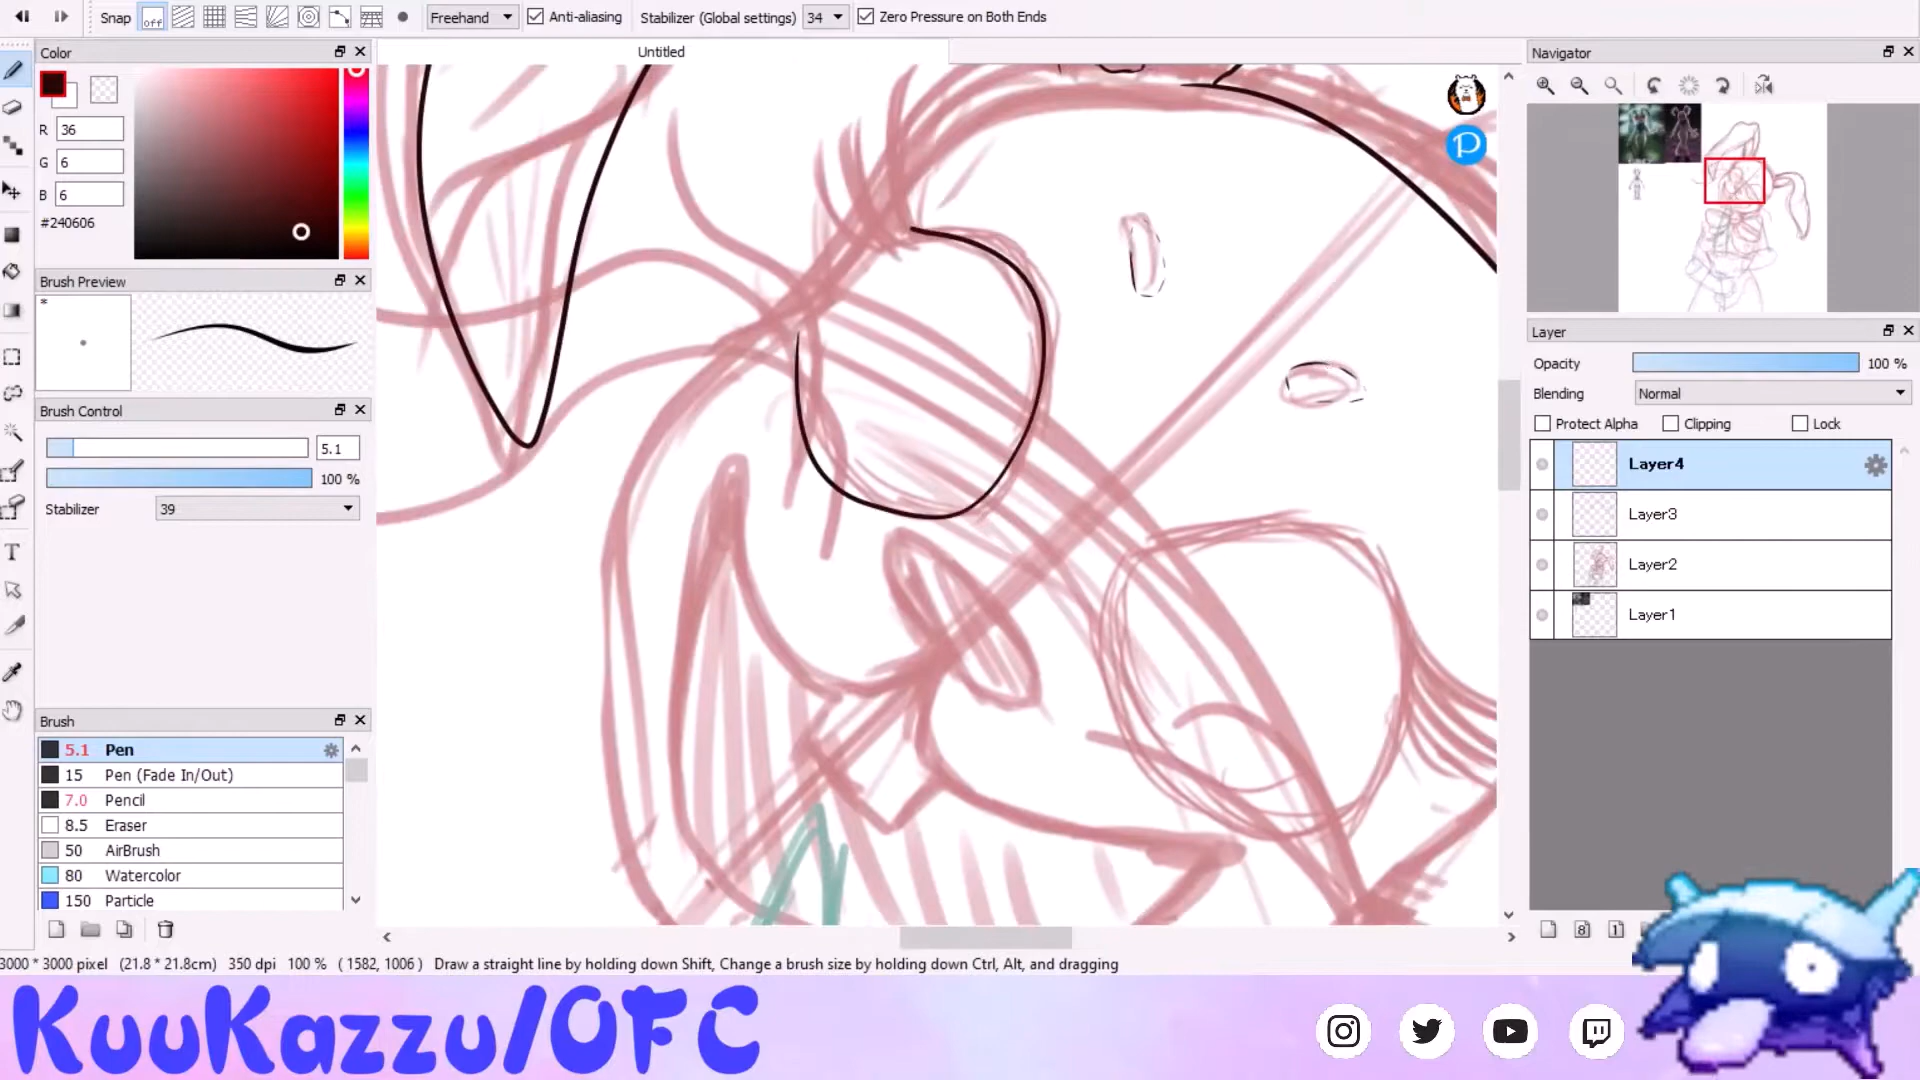 Snap
off
Freehand
Anti-aliasing
Stabilizer (Global settings)
34
Zero Pressure on Both Ends
Color
Untitled
Navigator
R 36
G 6
B 6
#240606
Brush Preview
*
Brush Control
5.1
100 %
Stabilizer 39
Layer
Opacity 100 %
Blending Normal
Protect Alpha
Clipping
Lock
Layer4
Layer3
Layer2
Layer1
Brush
5.1 Pen
15 Pen (Fade In/Out)
7.0 Pencil
8.5 Eraser
50 AirBrush
80 Watercolor
150 Particle
T
P
8
1
3000 * 3000 pixel (21.8 * 21.8cm) 350 dpi 100 % ( 1582, 1006 ) Draw a straight line by holding down Shift, Change a brush size by holding down Ctrl, Alt, and dragging
KuuKazzu/OFC